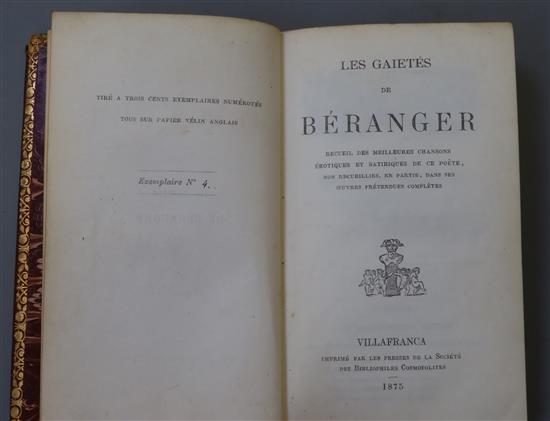 TIRÉ A TROIS CENTS EXEMPLAIRES NUMÉROTÉS
TOUS SUR PAPIER VÉLIN ANGLAIS
Exemplaire N° 4.
LES GAIETÉS
DE
BÉRANGER
RECUEIL DES MEILLEURES CHANSONS
ÉROTIQUES ET SATIRIQUES DE CE POËTE,
NON RECUEILLIES, EN PARTIE, DANS SES
ŒUVRES PRÉTENDUES COMPLÈTES
VILLAFRANCA
IMPRIMÉ PAR LES PRESSES DE LA SOCIÉTÉ
DES BIBLIOPHILES COSMOPOLITES
1875